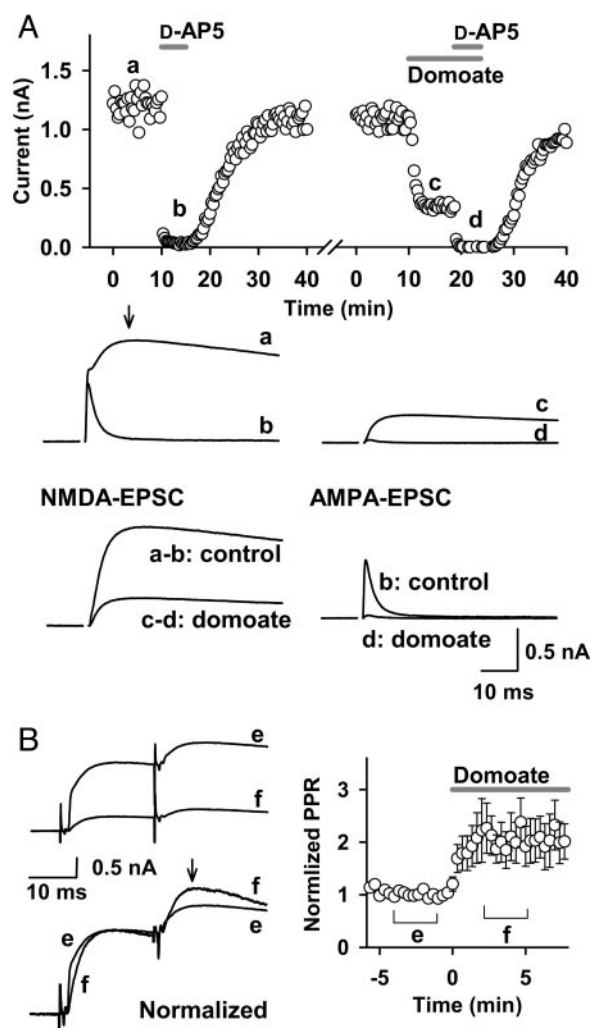 A
D-AP5
D-AP5
Domoate
a
b
c
d
Current (nA)
1.5
1.0
0.5
0.0
0 10 20 30 40 0 10 20 30 40
Time (min)
a
b
c
d
NMDA-EPSC
AMPA-EPSC
a-b: control
c-d: domoate
b: control
d: domoate
0.5 nA
10 ms
B
e
f
0.5 nA
10 ms
f
e
e
f
Normalized
Normlized PPR
3
2
1
0
Domoate
e
f
-5 0 5
Time (min)